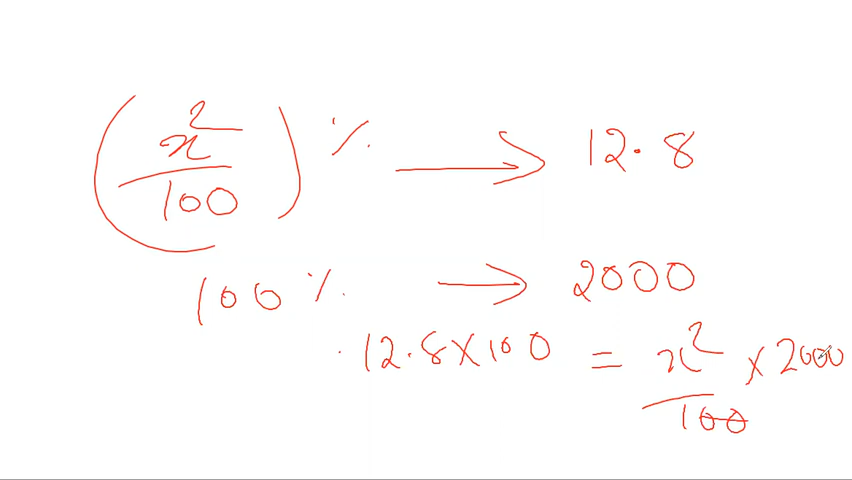 (x²/100) % → 12.8
100 % → 2000
12.8 × 100 = x²/100 × 2000